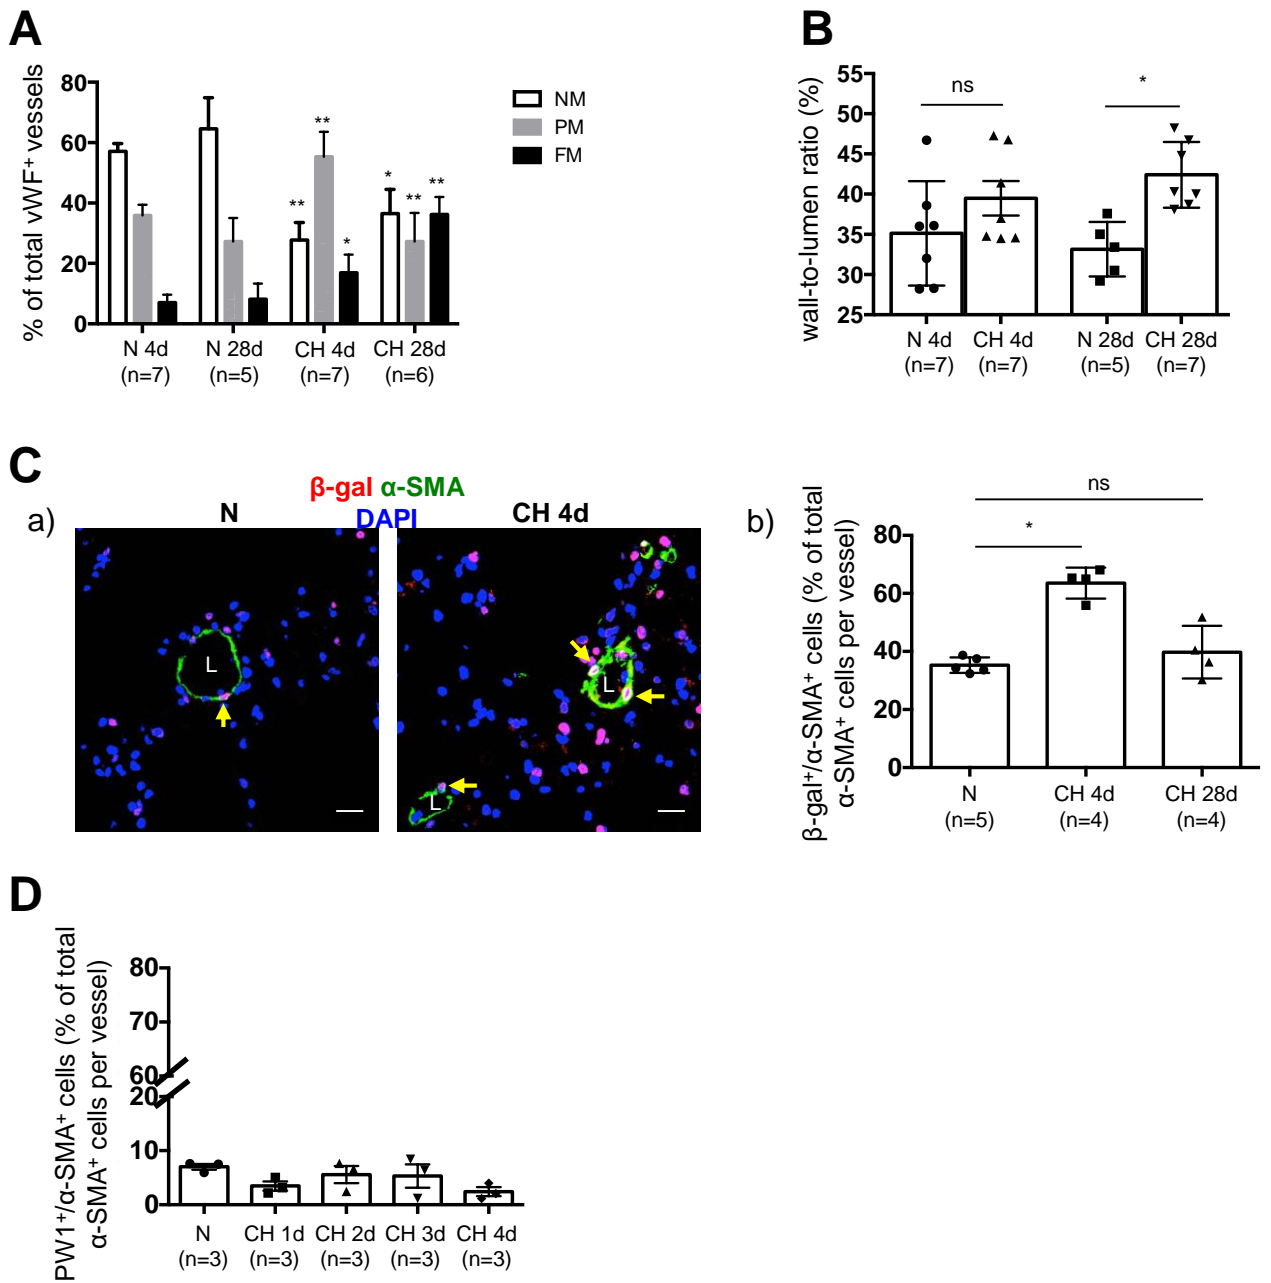 A
% of total vWF⁺ vessels
80
60
40
20
0
**
**
*
*
**
**
N 4d
(n=7)
N 28d
(n=5)
CH 4d
(n=7)
CH 28d
(n=6)
NM
PM
FM
B
wall-to-lumen ratio (%)
55
50
45
40
35
30
25
ns
*
N 4d
(n=7)
CH 4d
(n=7)
N 28d
(n=5)
CH 28d
(n=7)
C
a)
β-gal α-SMA
DAPI
N
CH 4d
L
L
L
b)
β-gal⁺/α-SMA⁺ cells (% of total
α-SMA⁺ cells per vessel)
80
60
40
20
0
ns
*
N
(n=5)
CH 4d
(n=4)
CH 28d
(n=4)
D
PW1⁺/α-SMA⁺ cells (% of total
α-SMA⁺ cells per vessel)
80
70
60
20
10
0
N
(n=3)
CH 1d
(n=3)
CH 2d
(n=3)
CH 3d
(n=3)
CH 4d
(n=3)